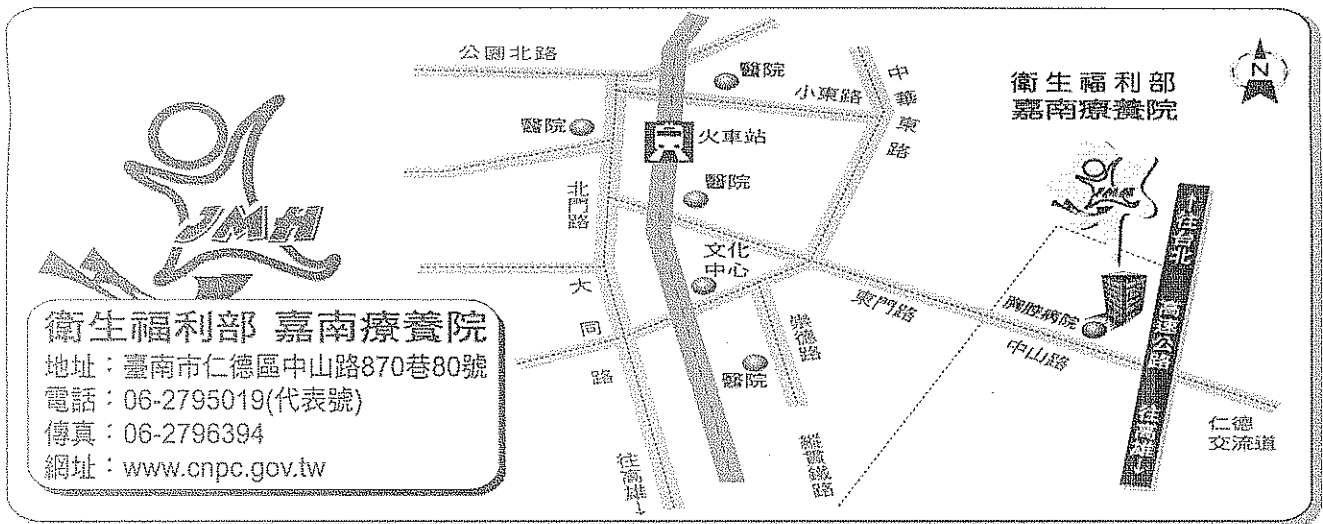 公園北路
醫院
中華東路
小東路
醫院
火車站
衛生福利部
嘉南療養院
N
JMH
北門路
醫院
文化
中心
大同路
東門路
崇德路
醫院
胸腔病院
中山路
JMH
↑往台北 高速公路 往高雄↓
仁德
交流道
縱貫鐵路
往高雄↓
衛生福利部 嘉南療養院
地址：臺南市仁德區中山路870巷80號
電話：06-2795019(代表號)
傳真：06-2796394
網址：www.cnpc.gov.tw